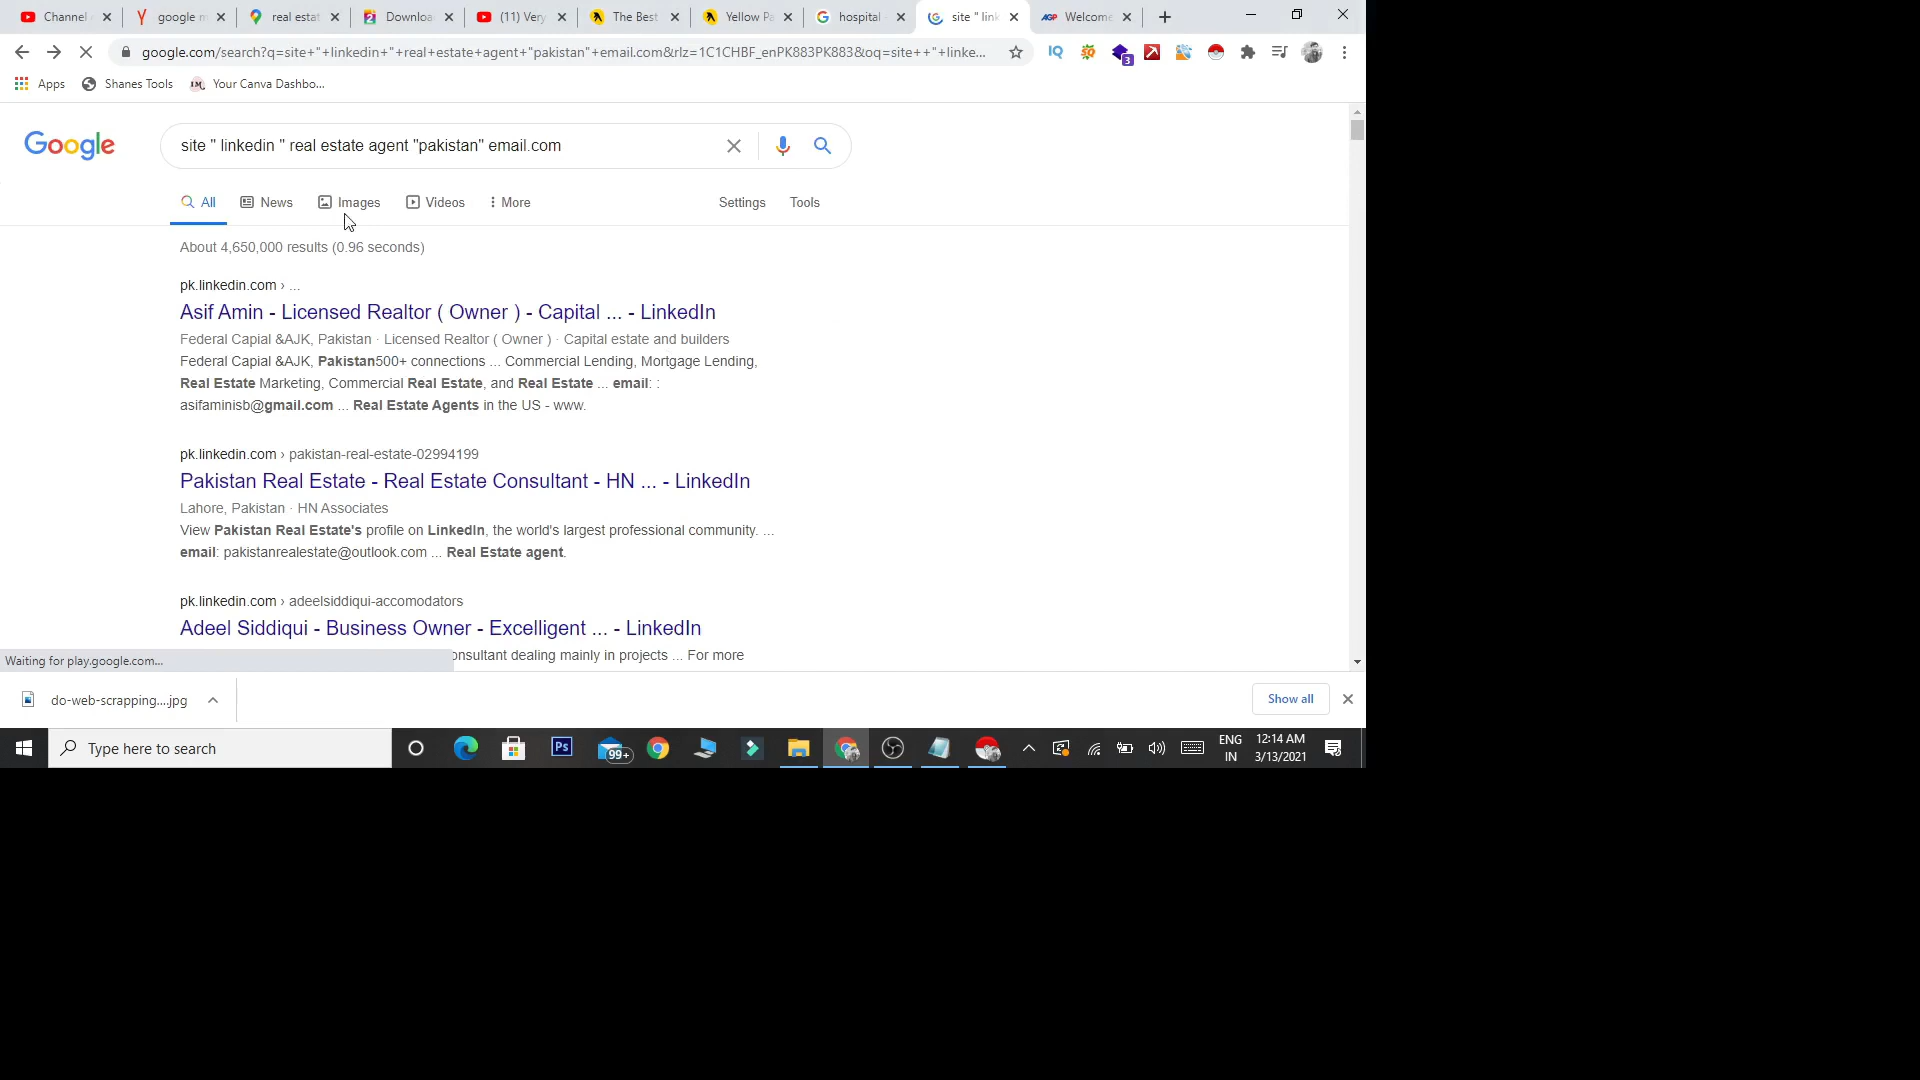 Channel
google m
real estat
Downloa
(11) Very
The Best
Yellow Pa
hospital
site " link
AGP Welcome
google.com/search?q=site+"+linkedin+"+real+estate+agent+"pakistan"+email.com&rlz=1C1CHBF_enPK883PK883&oq=site++"+linke...
IQ
3
Apps
Shanes Tools
Your Canva Dashbo...
Google
site " linkedin " real estate agent "pakistan" email.com
All
News
Images
Videos
More
Settings
Tools
About 4,650,000 results (0.96 seconds)
pk.linkedin.com › ...
Asif Amin - Licensed Realtor ( Owner ) - Capital ... - LinkedIn
Federal Capial &AJK, Pakistan · Licensed Realtor ( Owner ) · Capital estate and builders
Federal Capial &AJK, Pakistan500+ connections ... Commercial Lending, Mortgage Lending,
Real Estate Marketing, Commercial Real Estate, and Real Estate ... email: :
asifaminisb@gmail.com ... Real Estate Agents in the US - www.
pk.linkedin.com › pakistan-real-estate-02994199
Pakistan Real Estate - Real Estate Consultant - HN ... - LinkedIn
Lahore, Pakistan · HN Associates
View Pakistan Real Estate's profile on LinkedIn, the world's largest professional community. ...
email: pakistanrealestate@outlook.com ... Real Estate agent.
pk.linkedin.com › adeelsiddiqui-accomodators
Adeel Siddiqui - Business Owner - Excelligent ... - LinkedIn
onsultant dealing mainly in projects ... For more
Waiting for play.google.com...
do-web-scrapping....jpg
Show all
Type here to search
Ps
99+
ENG
IN
12:14 AM
3/13/2021